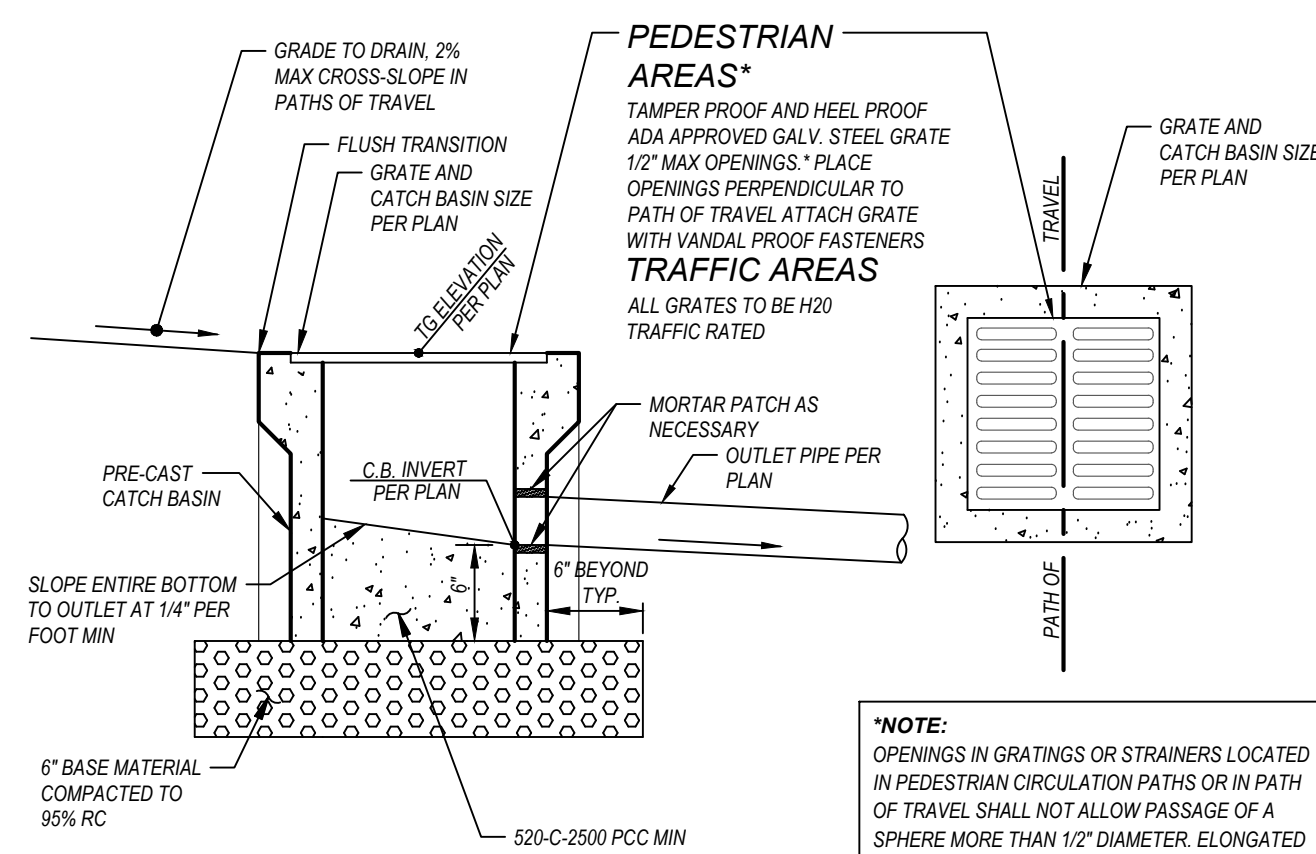 GRADE TO DRAIN, 2%
MAX CROSS-SLOPE IN
PATHS OF TRAVEL
FLUSH TRANSITION
GRATE AND
CATCH BASIN SIZE
PER PLAN
TG ELEVATION
PER PLAN
PEDESTRIAN
AREAS*
TAMPER PROOF AND HEEL PROOF
ADA APPROVED GALV. STEEL GRATE
1/2" MAX OPENINGS.* PLACE
OPENINGS PERPENDICULAR TO
PATH OF TRAVEL ATTACH GRATE
WITH VANDAL PROOF FASTENERS
TRAFFIC AREAS
ALL GRATES TO BE H20
TRAFFIC RATED
GRATE AND
CATCH BASIN SIZE
PER PLAN
TRAVEL
PATH OF
MORTAR PATCH AS
NECESSARY
OUTLET PIPE PER
PLAN
PRE-CAST
CATCH BASIN
C.B. INVERT
PER PLAN
SLOPE ENTIRE BOTTOM
TO OUTLET AT 1/4" PER
FOOT MIN
6"
6" BEYOND
TYP.
6" BASE MATERIAL
COMPACTED TO
95% RC
520-C-2500 PCC MIN
*NOTE:
OPENINGS IN GRATINGS OR STRAINERS LOCATED
IN PEDESTRIAN CIRCULATION PATHS OR IN PATH
OF TRAVEL SHALL NOT ALLOW PASSAGE OF A
SPHERE MORE THAN 1/2" DIAMETER. ELONGATED